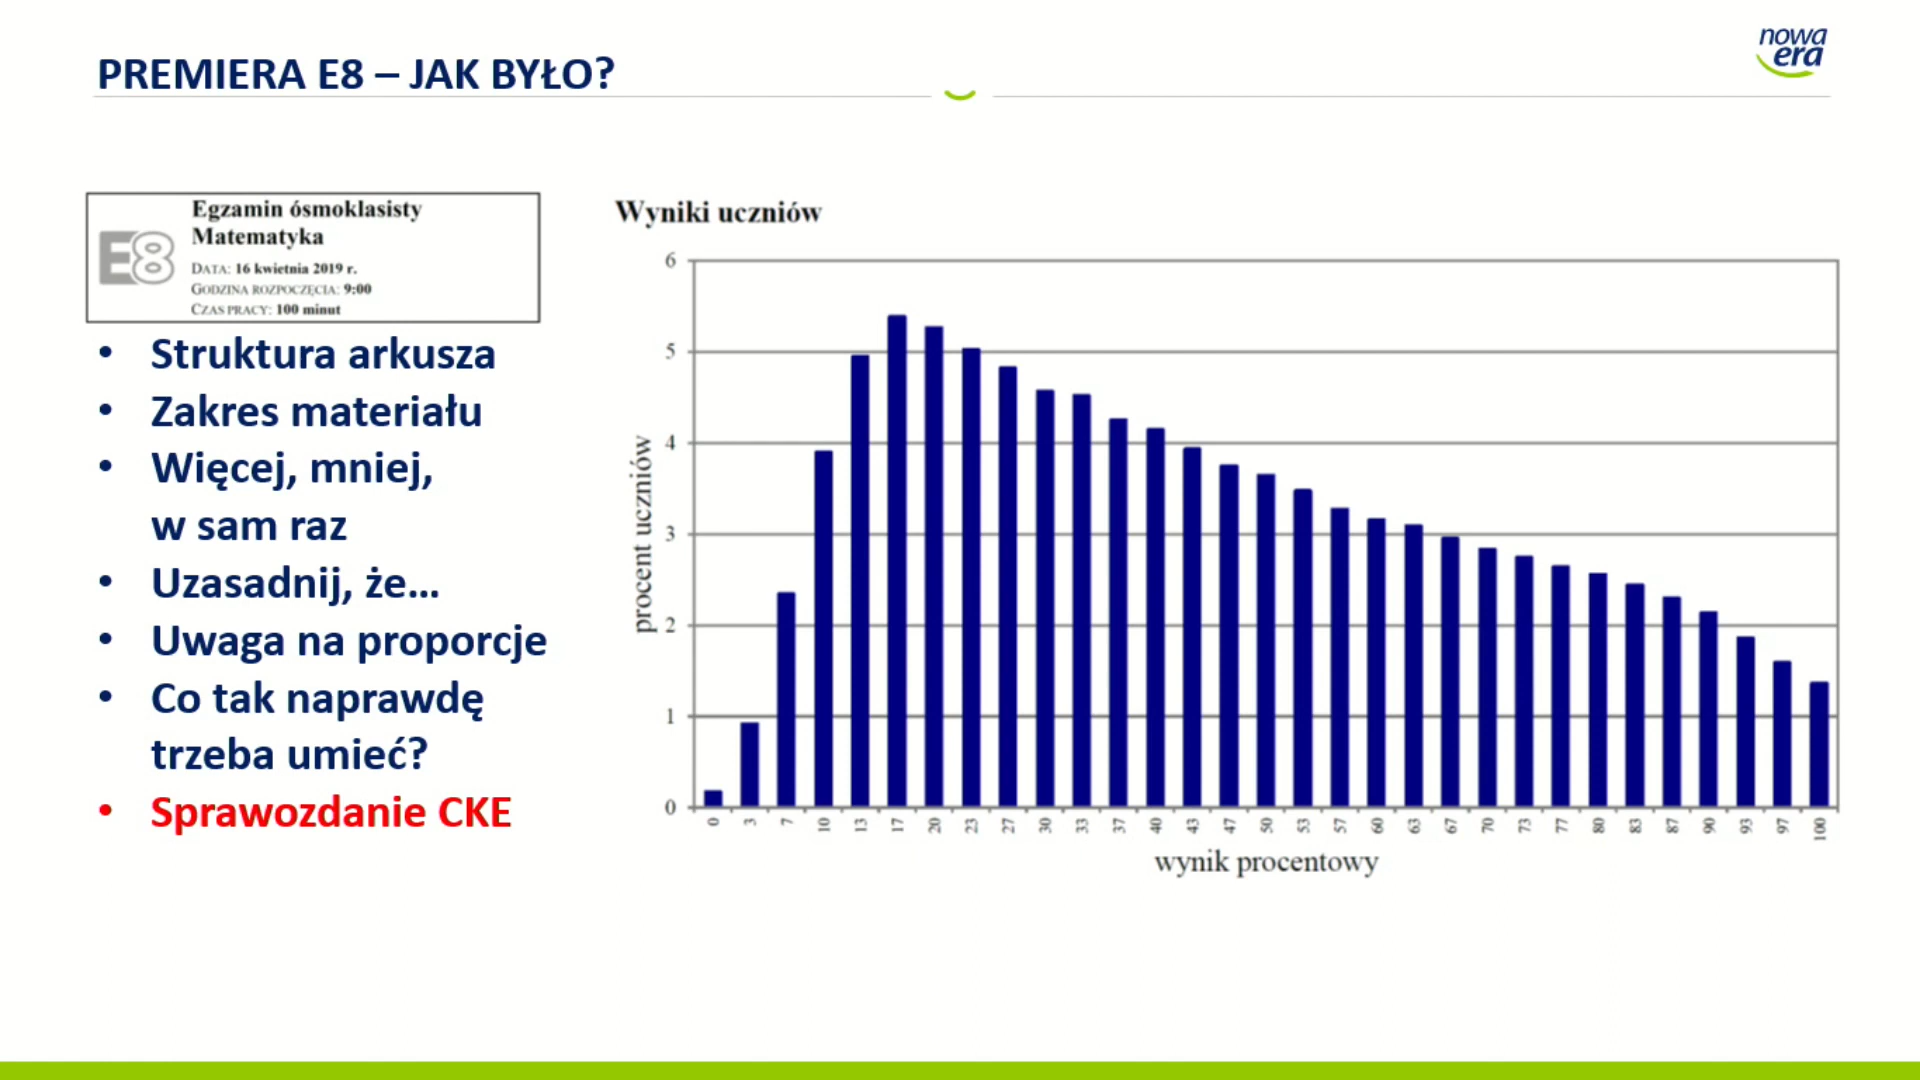 PREMIERA E8 – JAK BYŁO?
nowa
era
E8
Egzamin ósmoklasisty
Matematyka
DATA: 16 kwietnia 2019 r.
GODZINA ROZPOCZĘCIA: 9:00
CZAS PRACY: 100 minut
• Struktura arkusza
• Zakres materiału
• Więcej, mniej,
w sam raz
• Uzasadnij, że...
• Uwaga na proporcje
• Co tak naprawdę
trzeba umieć?
• Sprawozdanie CKE
Wyniki uczniów
procent uczniów
6
5
4
3
2
1
0
0 3 7 10 13 17 20 23 27 30 33 37 40 43 47 50 53 57 60 63 67 70 73 77 80 83 87 90 93 97 100
wynik procentowy